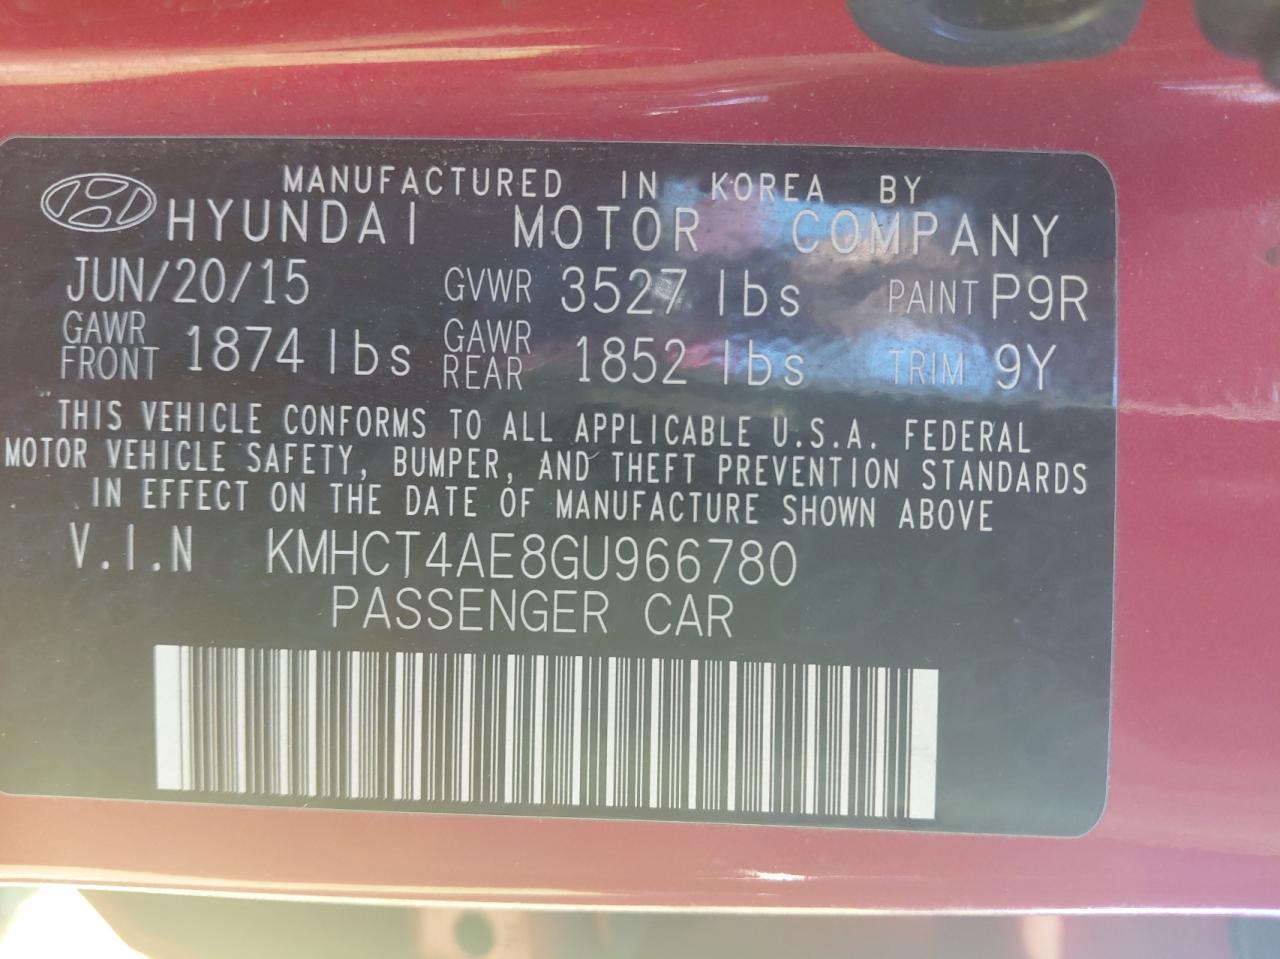 MANUFACTURED IN KOREA BY
HYUNDAI MOTOR COMPANY
JUN/20/15 GVWR 3527 lbs PAINT P9R
GAWR FRONT 1874 lbs GAWR REAR 1852 lbs TRIM 9Y
THIS VEHICLE CONFORMS TO ALL APPLICABLE U.S.A. FEDERAL
MOTOR VEHICLE SAFETY, BUMPER, AND THEFT PREVENTION STANDARDS
IN EFFECT ON THE DATE OF MANUFACTURE SHOWN ABOVE
V.I.N KMHCT4AE8GU966780
PASSENGER CAR